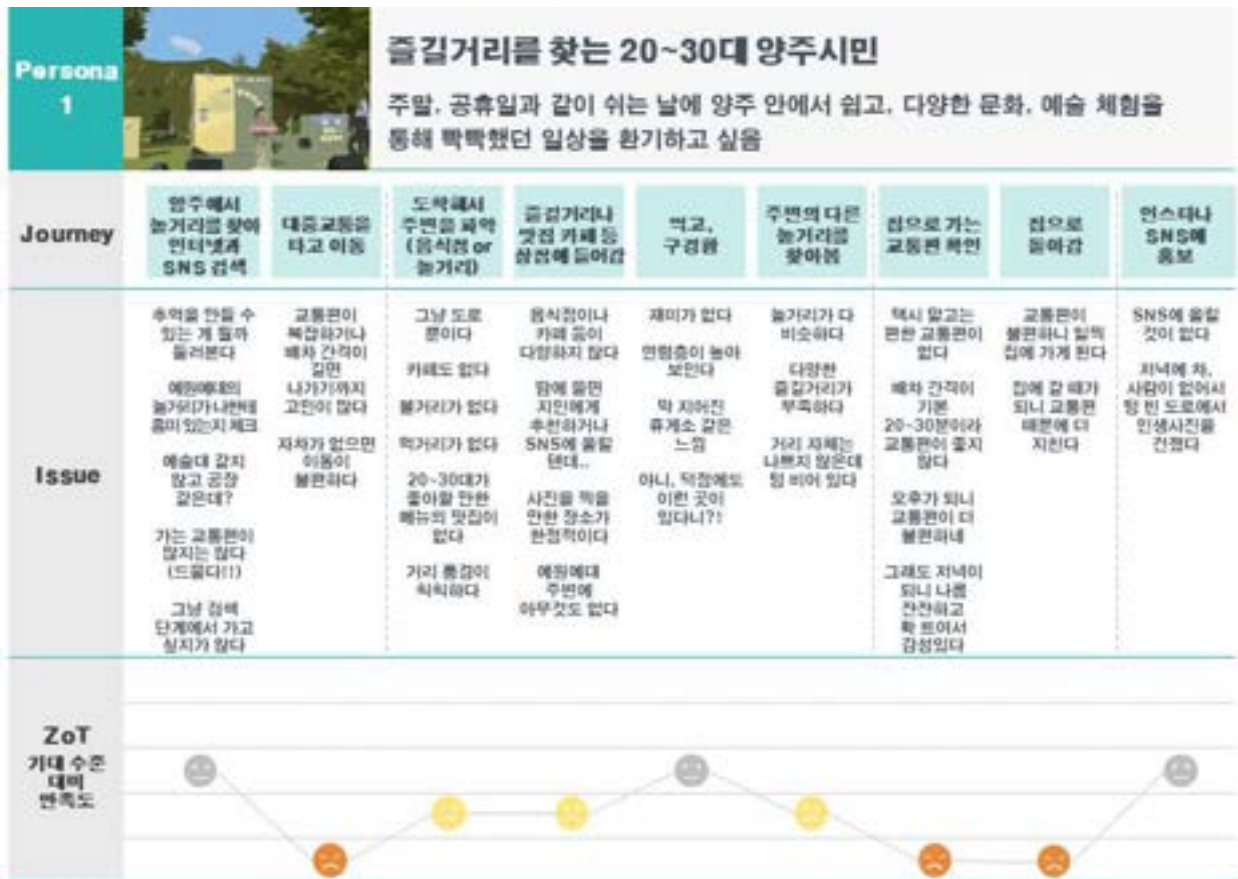 Persona
1
즐길거리를 찾는 20~30대 양주시민
주말, 공휴일과 같이 쉬는 날에 양주 안에서 쉽고, 다양한 문화, 예술 체험을
통해 빡빡했던 일상을 환기하고 싶음
Journey
양주에서
놀거리를 찾아
인터넷과
SNS 검색
대중교통을
타고 이동
도착해서
주변을 파악
(음식점 or
놀거리)
즐길거리나
맛집 카페 등
상점에 들어감
먹고,
구경함
주변의 다른
놀거리를
찾아봄
집으로 가는
교통편 확인
집으로
돌아감
인스타나
SNS에
홍보
Issue
추억을 만들 수
있는 게 뭘까
둘러본다
예원예대의
놀거리가 나한테
흥미 있는지 체크
예술대 같지
않고 공장
같은데?
가는 교통편이
많지는 않다
(드물다!!)
그냥 검색
단계에서 가고
싶지가 않다
교통편이
복잡하거나
배차 간격이
길면
나가기까지
고민이 많다
자차가 없으면
이동이
불편하다
그냥 도로
뿐이다
카페도 없다
볼거리가 없다
먹거리가 없다
20~30대가
좋아할 만한
메뉴의 맛집이
없다
거리 풍경이
칙칙하다
음식점이나
카페 등이
다양하지 않다
맘에 들면
지인에게
추천하거나
SNS에 올릴
텐데..
사진을 찍을
만한 장소가
한정적이다
예원예대
주변에
아무것도 없다
재미가 없다
연령층이 높아
보인다
막 지어진
휴게소 같은
느낌
아니, 덕정에도
이런 곳이
있다니?!
놀거리가 다
비슷하다
다양한
즐길거리가
부족하다
거리 자체는
나쁘지 않은데
텅 비어 있다
택시 말고는
편한 교통편이
없다
배차 간격이
기본
20~30분이라
교통편이 좋지
않다
오후가 되니
교통편이 더
불편하네
그래도 저녁이
되니 나름
잔잔하고
확 트여서
감성있다
교통편이
불편하니 일찍
집에 가게 된다
집에 갈 때가
되니 교통편
때문에 더
지친다
SNS에 올릴
것이 없다
저녁에 차,
사람이 없어서
텅 빈 도로에서
인생사진을
건졌다
ZoT
기대 수준
대비
만족도